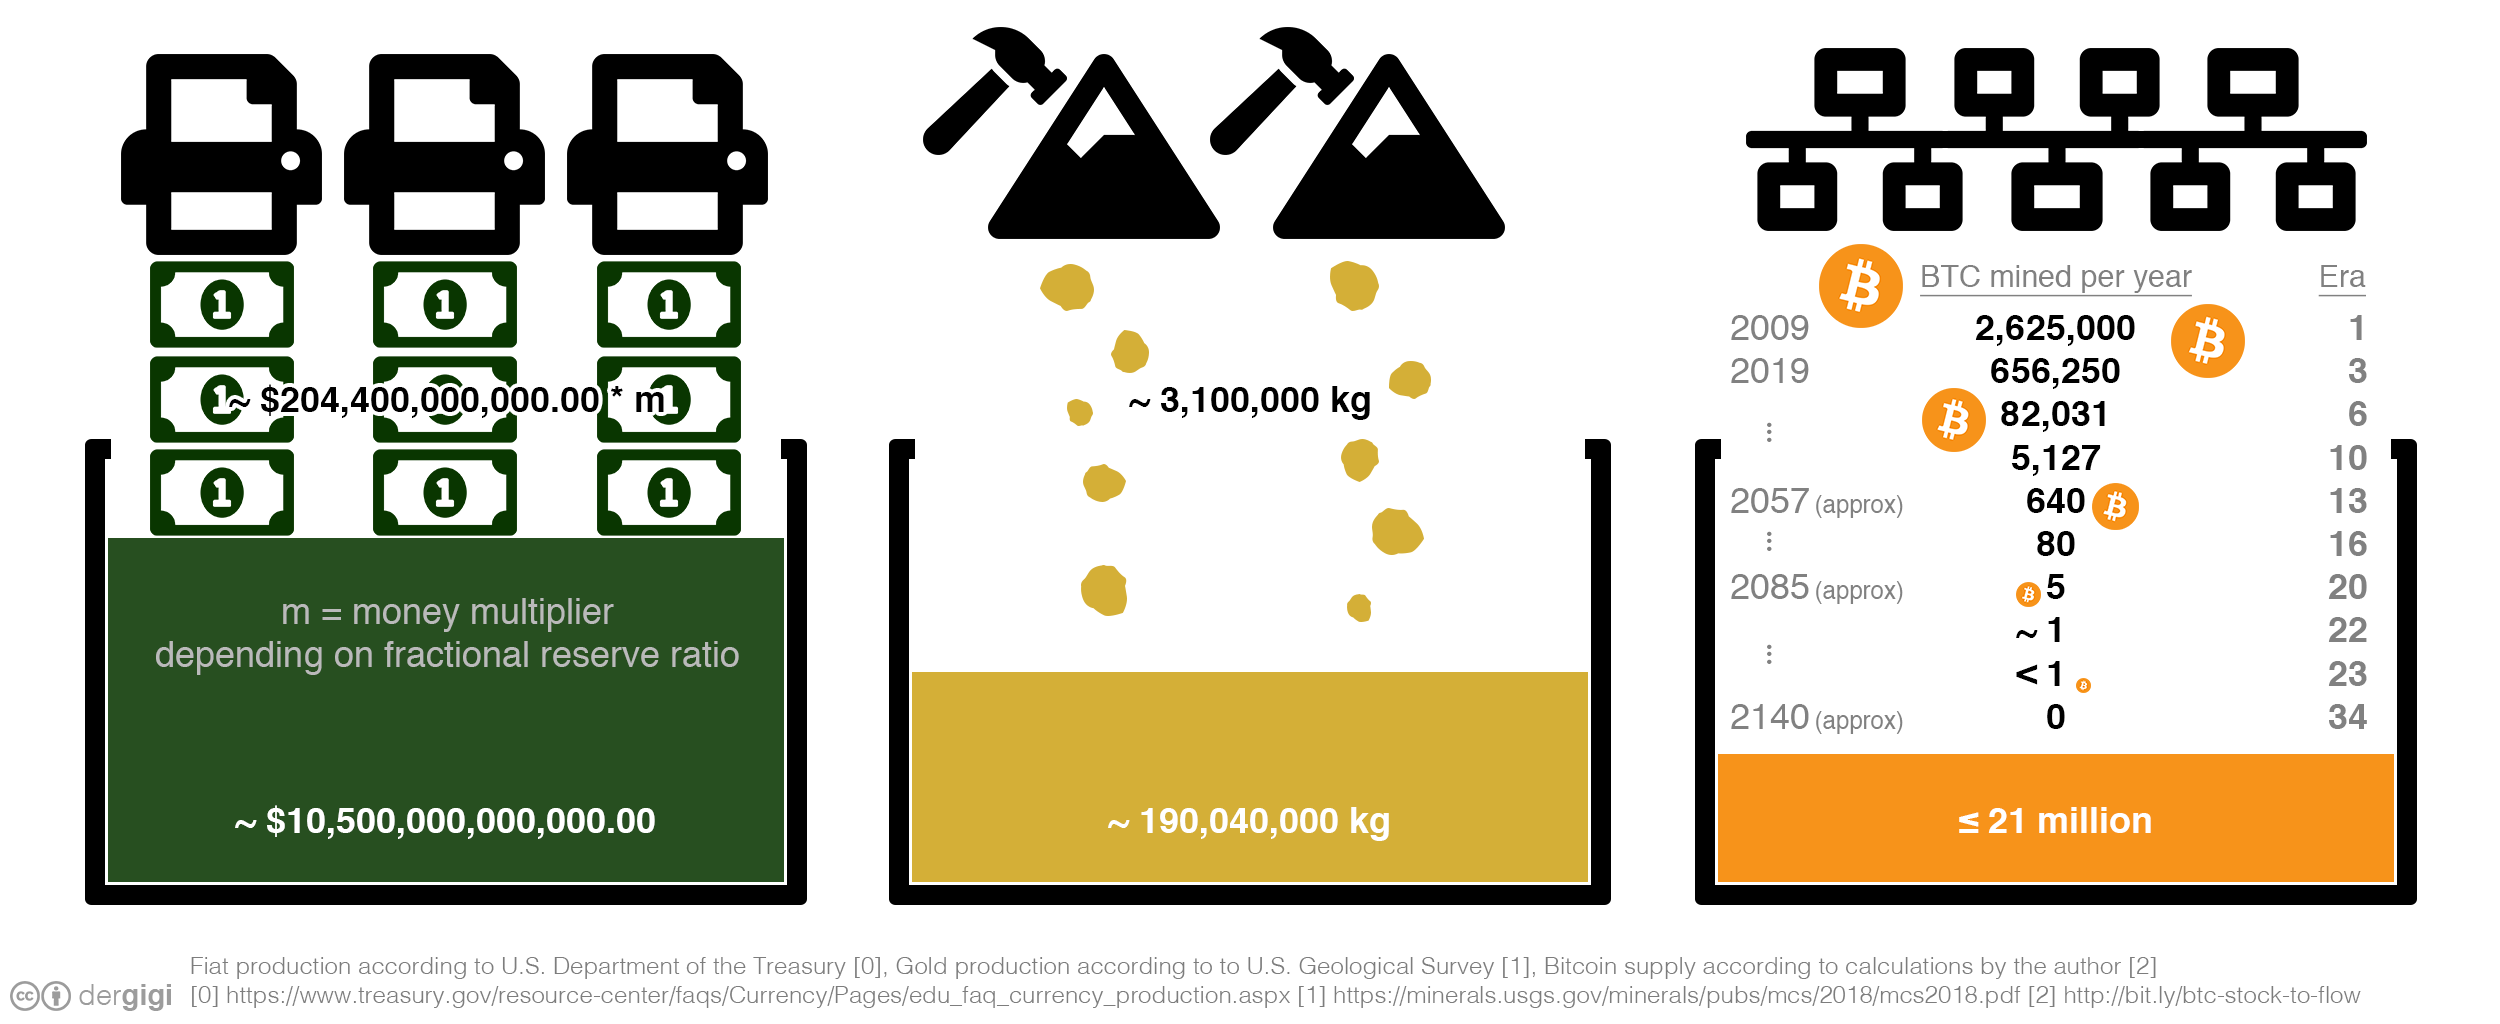 ~ $204,400,000,000.00 * m
m = money multiplier
depending on fractional reserve ratio
~ $10,500,000,000,000.00
~ 3,100,000 kg
~ 190,040,000 kg
BTC mined per year Era
2009 2,625,000 1
2019 656,250 3
82,031 6
5,127 10
2057 (approx) 640 13
80 16
2085 (approx) 5 20
~ 1 22
< 1 23
2140 (approx) 0 34
≤ 21 million
Fiat production according to U.S. Department of the Treasury [0], Gold production according to to U.S. Geological Survey [1], Bitcoin supply according to calculations by the author [2]
cc dergigi [0] https://www.treasury.gov/resource-center/faqs/Currency/Pages/edu_faq_currency_production.aspx [1] https://minerals.usgs.gov/minerals/pubs/mcs/2018/mcs2018.pdf [2] http://bit.ly/btc-stock-to-flow